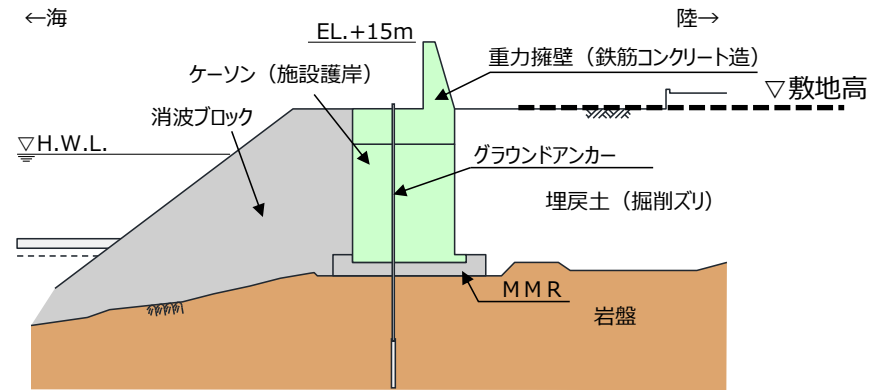 ←海
陸→
EL.+15m
重力擁壁（鉄筋コンクリート造）
ケーソン（施設護岸）
▽敷地高
消波ブロック
▽H.W.L.
グラウンドアンカー
埋戻土（掘削ズリ）
ＭＭＲ
岩盤